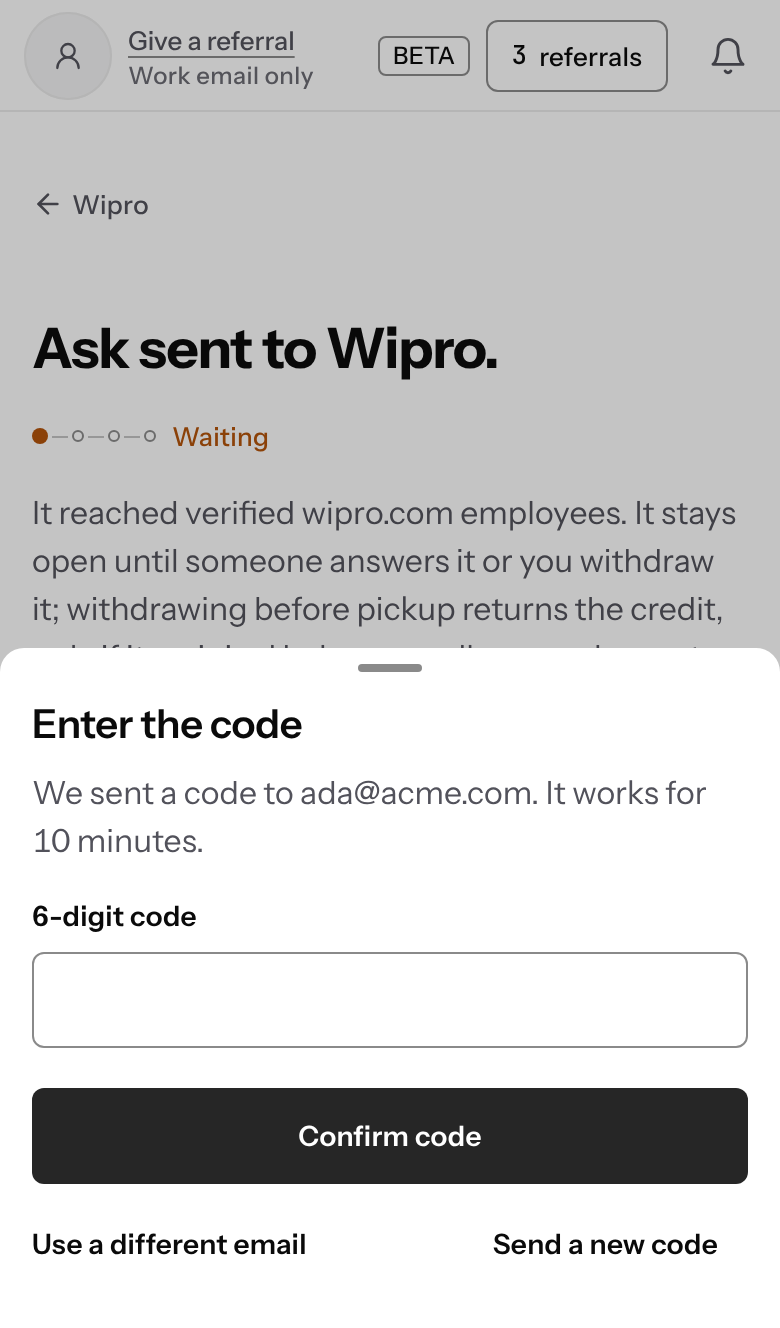 Give a referral
Work email only
BETA
3 referrals
Wipro
Ask sent to Wipro.
Waiting
It reached verified wipro.com employees. It stays
open until someone answers it or you withdraw
it; withdrawing before pickup returns the credit,
Enter the code
We sent a code to ada@acme.com. It works for
10 minutes.
6-digit code
Confirm code
Use a different email
Send a new code